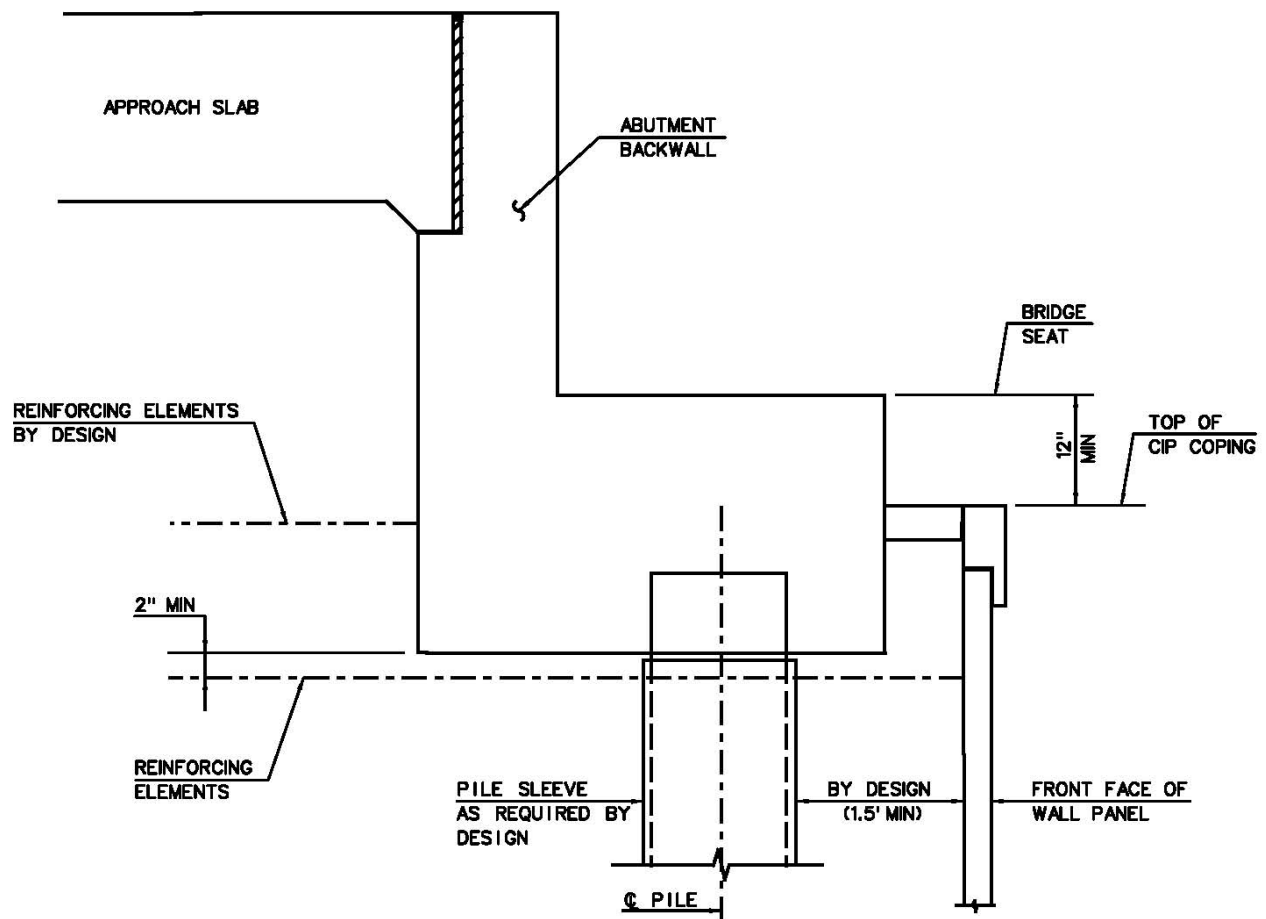 APPROACH SLAB
ABUTMENT
BACKWALL
BRIDGE
SEAT
REINFORCING ELEMENTS
BY DESIGN
12"
MIN
TOP OF
CIP COPING
2" MIN
REINFORCING
ELEMENTS
PILE SLEEVE
AS REQUIRED BY
DESIGN
BY DESIGN
(1.5' MIN)
FRONT FACE OF
WALL PANEL
℄ PILE